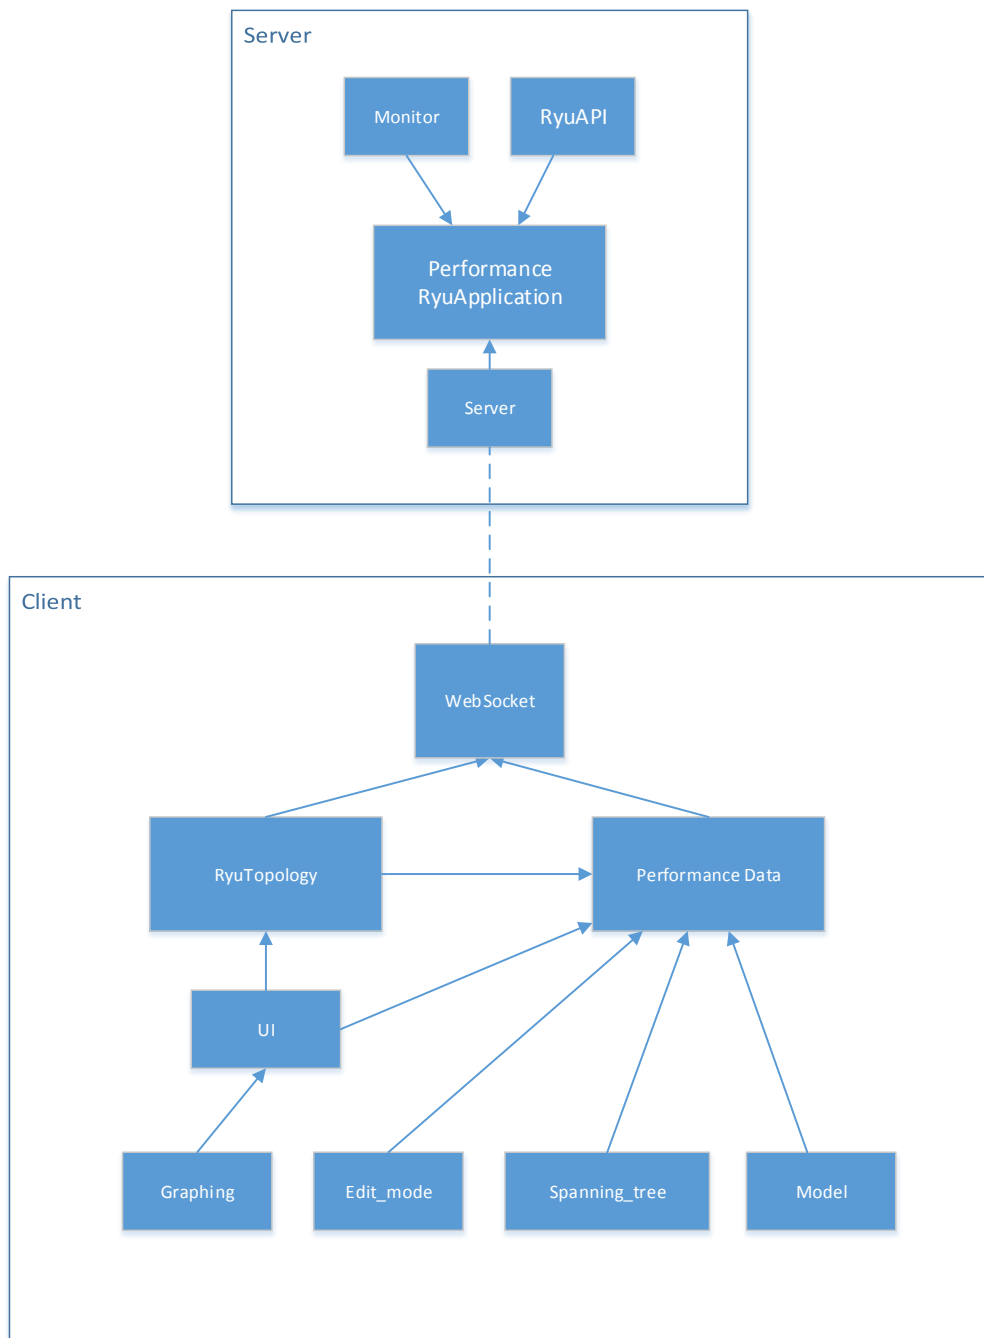 Server
Monitor
RyuAPI
Performance
RyuApplication
Server
Client
WebSocket
RyuTopology
Performance Data
UI
Graphing
Edit_mode
Spanning_tree
Model